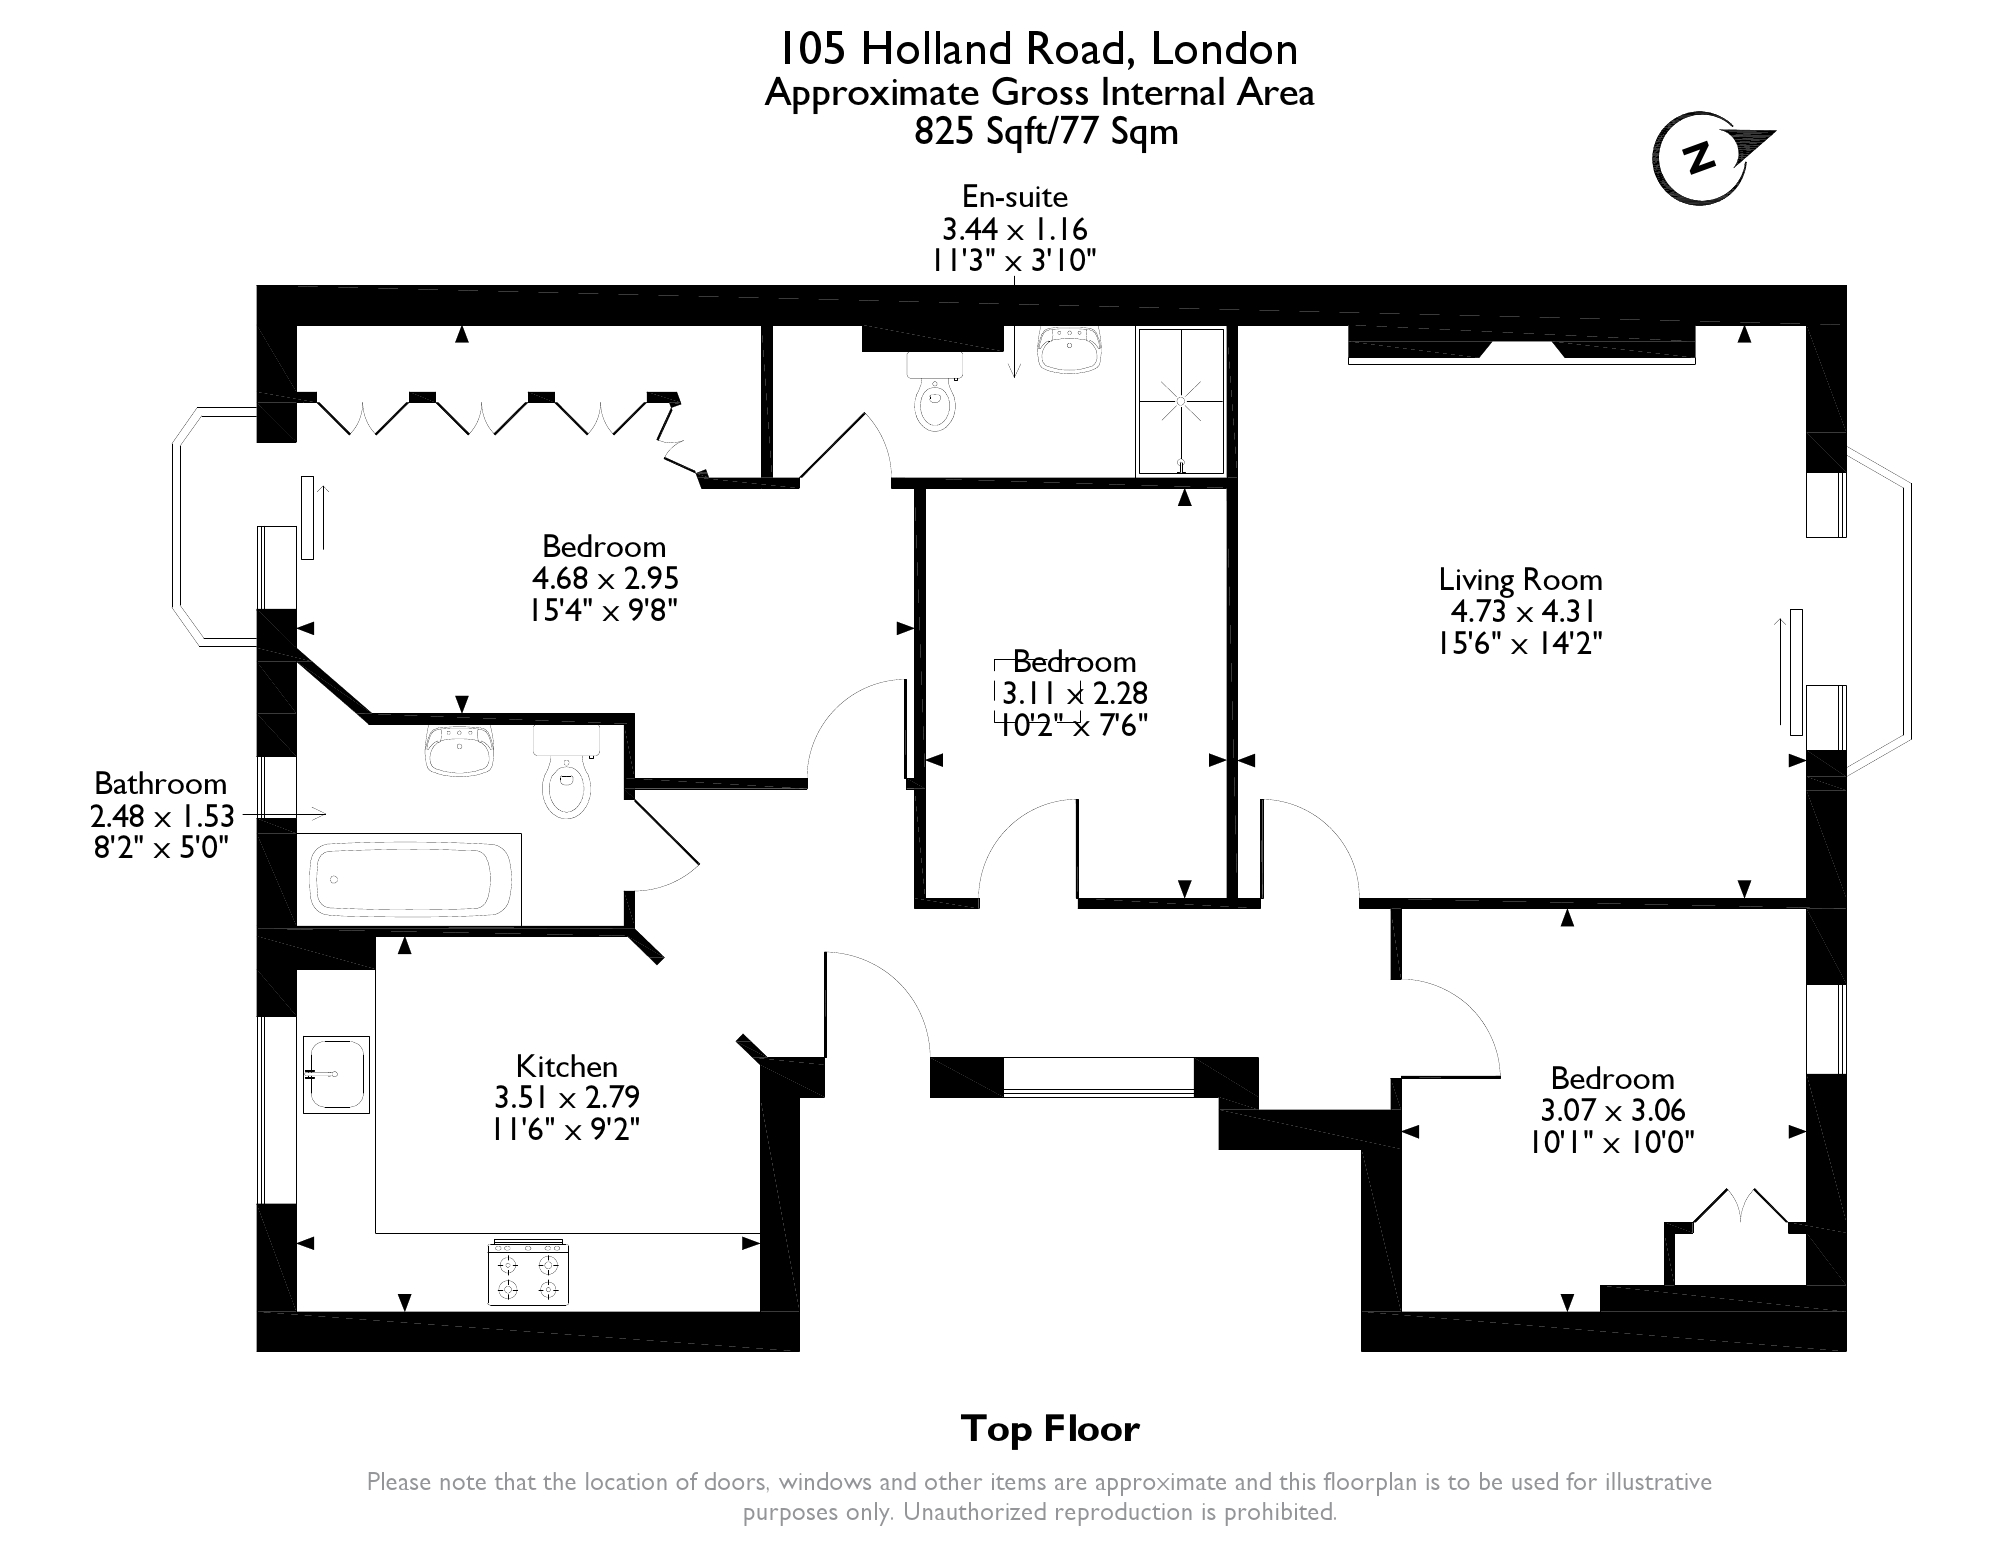 105 Holland Road, London
Approximate Gross Internal Area
825 Sqft/77 Sqm
N
En-suite
3.44 x 1.16
11'3" x 3'10"
Bedroom
4.68 x 2.95
15'4" x 9'8"
Living Room
4.73 x 4.31
15'6" x 14'2"
Bedroom
3.11 x 2.28
10'2" x 7'6"
Bathroom
2.48 x 1.53
8'2" x 5'0"
Kitchen
3.51 x 2.79
11'6" x 9'2"
Bedroom
3.07 x 3.06
10'1" x 10'0"
Top Floor
Please note that the location of doors, windows and other items are approximate and this floorplan is to be used for illustrative
purposes only. Unauthorized reproduction is prohibited.